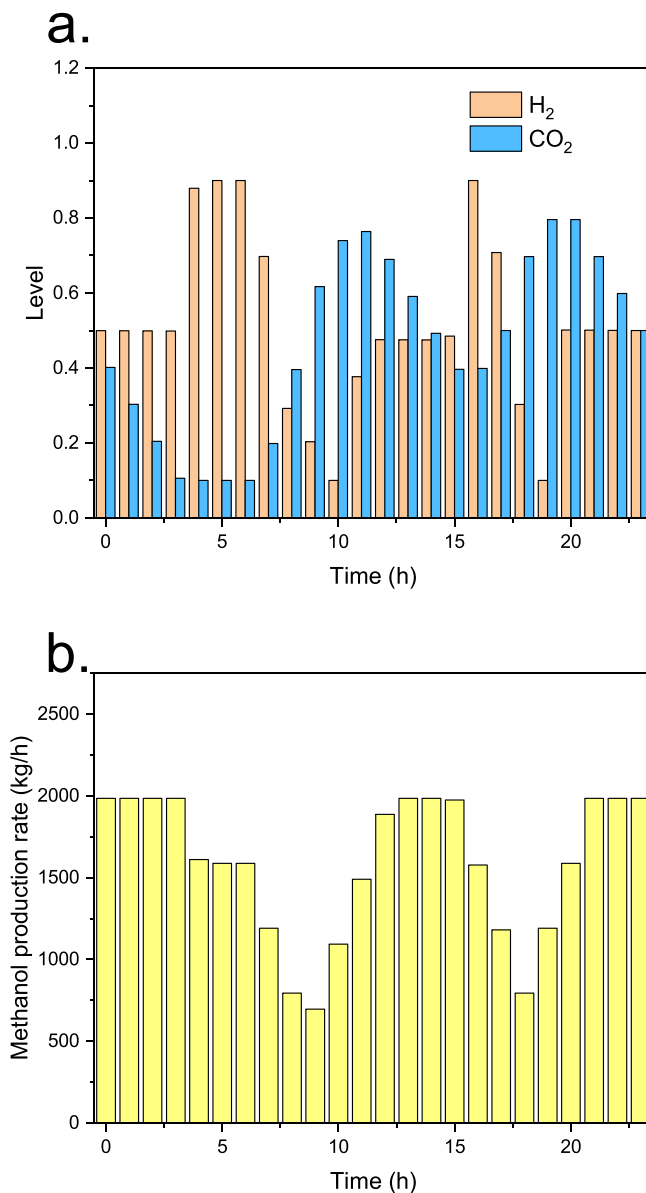 a.
1.2
1.0
0.8
0.6
0.4
0.2
0.0
Level
H₂
CO₂
0 5 10 15 20
Time (h)
b.
2500
2000
1500
1000
500
0
Methanol production rate (kg/h)
0 5 10 15 20
Time (h)